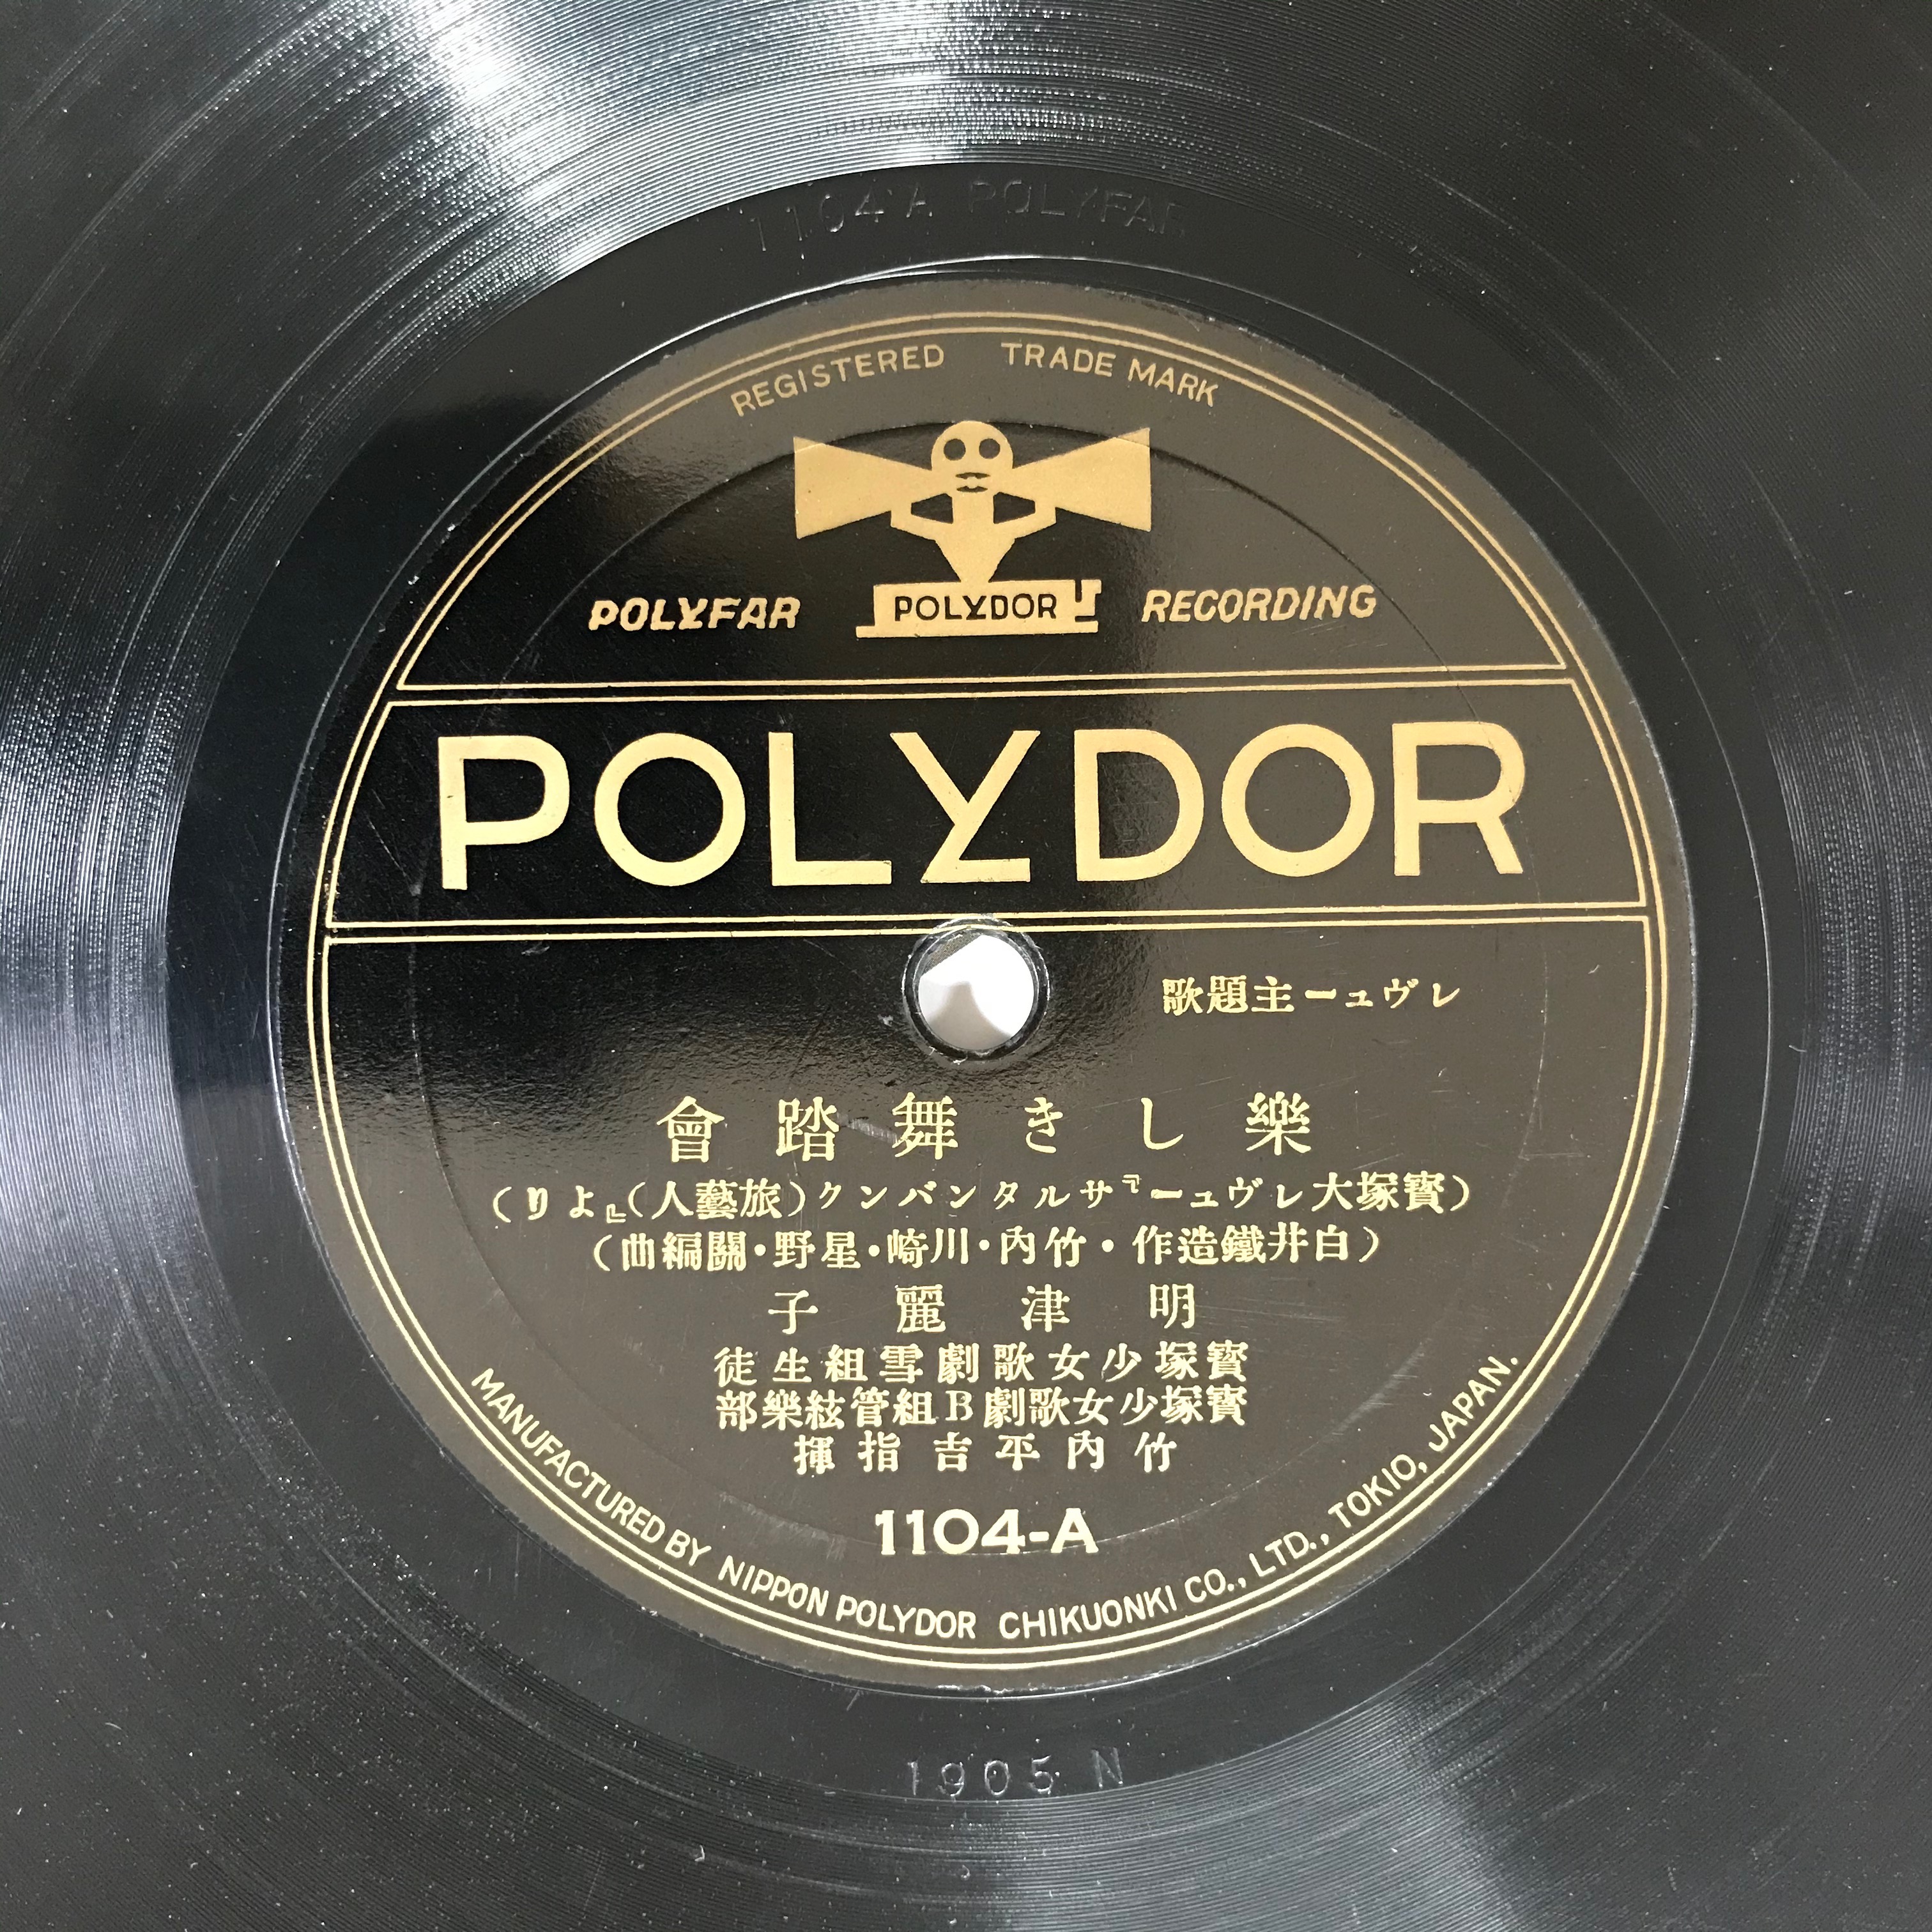 1104'A POLYFAR
REGISTERED TRADE MARK
POLYFAR POLYDOR RECORDING
POLYDOR
レヴュー主題歌
樂しき舞踏會
(寶塚大レヴュー『サルタンバンク(旅藝人)』より)
(白井鐵造作・竹内・川崎・星野・關編曲)
明津麗子
寶塚少女歌劇雪組生徒
寶塚少女歌劇B組管絃樂部
竹内平吉指揮
1104-A
MANUFACTURED BY NIPPON POLYDOR CHIKUONKI CO., LTD., TOKIO, JAPAN.
1905 N